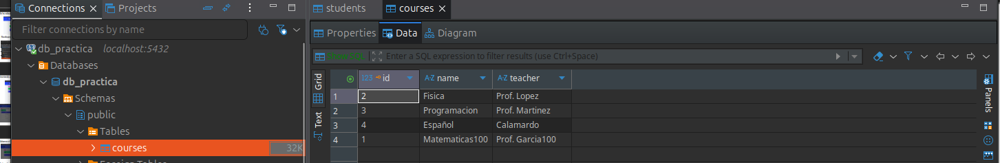 Connections
Projects
Filter connections by name
db_practica localhost:5432
Databases
db_practica
Schemas
public
Tables
courses 32K
students
courses
Properties
Data
Diagram
Show SQL
Enter a SQL expression to filter results (use Ctrl+Space)
Grid
Text
123 id A-Z name A-Z teacher
1 2 Fisica Prof. Lopez
2 3 Programacion Prof. Martinez
3 4 Español Calamardo
4 1 Matematicas100 Prof. Garcia100
Panels